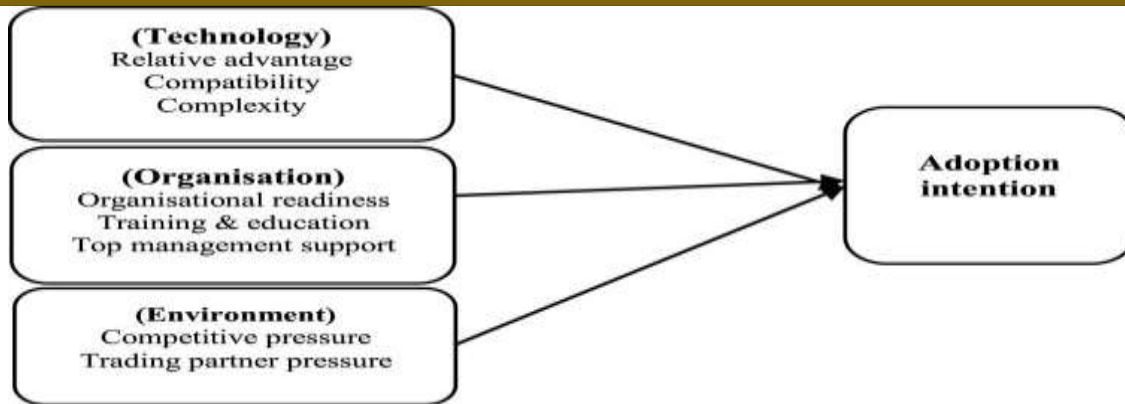 (Technology)
Relative advantage
Compatibility
Complexity
(Organisation)
Organisational readiness
Training & education
Top management support
(Environment)
Competitive pressure
Trading partner pressure
Adoption
intention